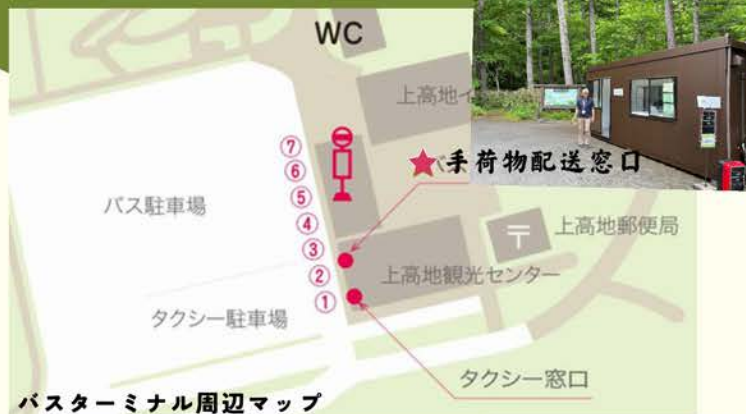 WC
上高地イ
★手荷物配送窓口
バ
⑦
⑥
⑤
④
③
②
①
バス駐車場
〒
上高地郵便局
上高地観光センター
タクシー駐車場
タクシー窓口
バスターミナル周辺マップ